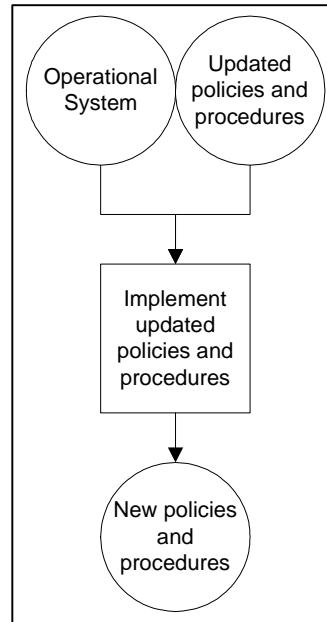 Operational
System
Updated
policies and
procedures
Implement
updated
policies and
procedures
New policies
and
procedures